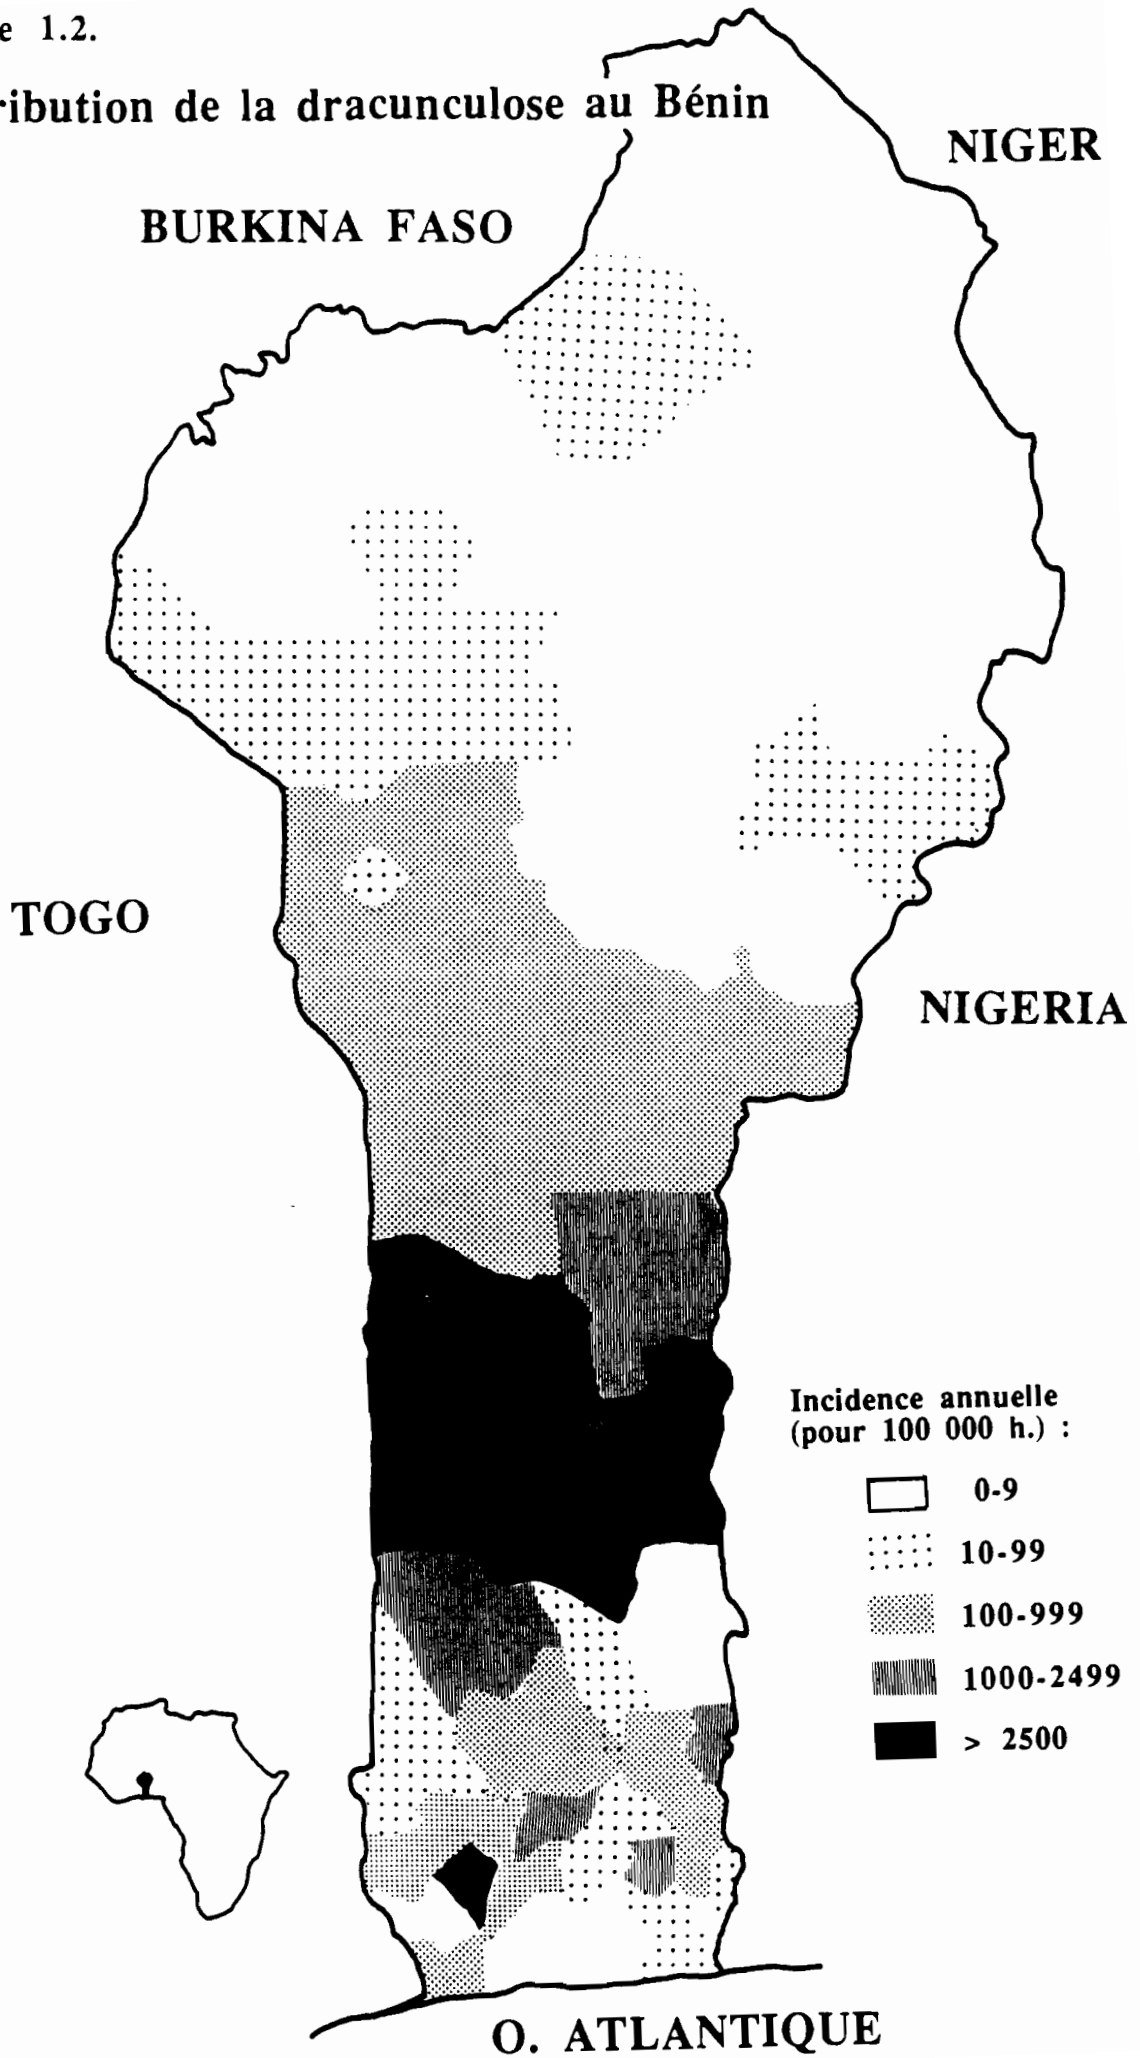 e 1.2.
ribution de la dracunculose au Bénin
NIGER
BURKINA FASO
TOGO
NIGERIA
Incidence annuelle
(pour 100 000 h.) :
0-9
10-99
100-999
1000-2499
> 2500
O. ATLANTIQUE